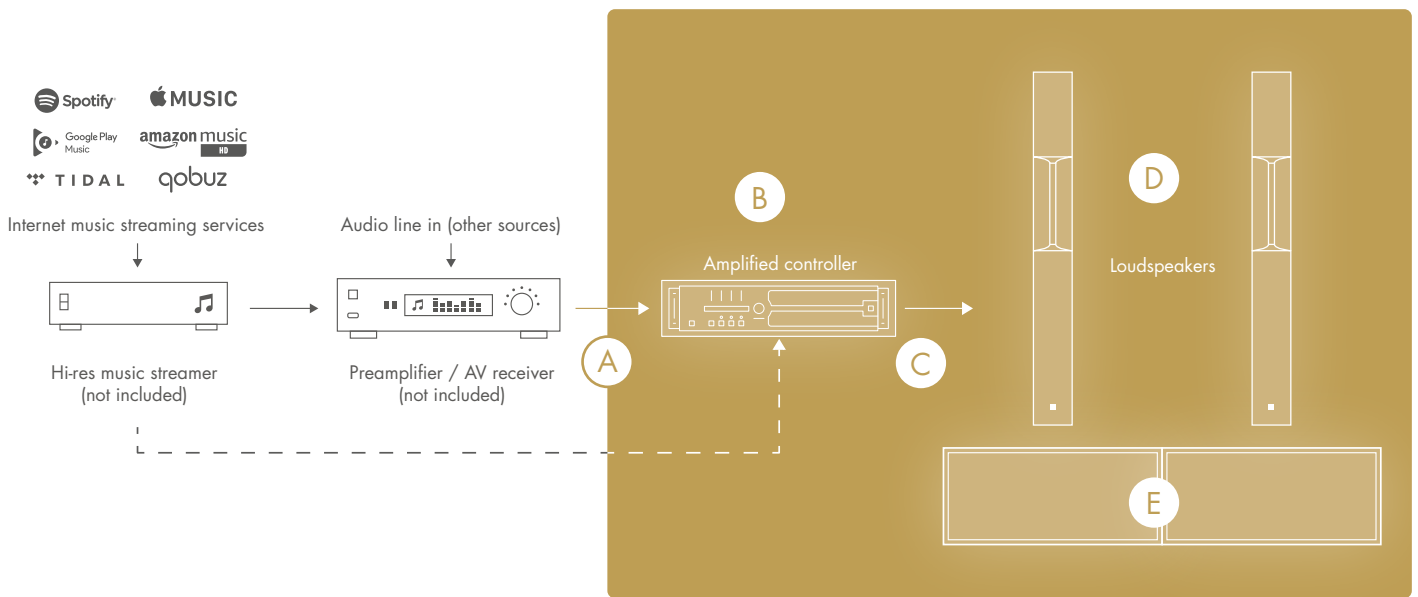 Spotify
MUSIC
Google Play
Music
amazon music
HD
TIDAL
qobuz
Internet music streaming services
Audio line in (other sources)
Hi-res music streamer
(not included)
Preamplifier / AV receiver
(not included)
A
B
Amplified controller
C
D
Loudspeakers
E